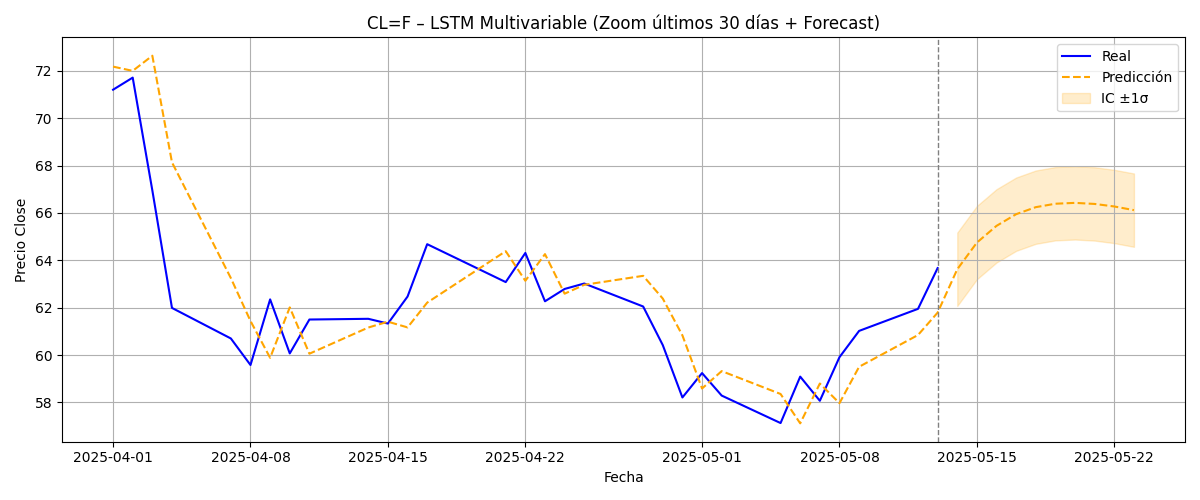 CL=F – LSTM Multivariable (Zoom últimos 30 días + Forecast)
Real
Predicción
IC ±1σ
Precio Close
72
70
68
66
64
62
60
58
2025-04-01
2025-04-08
2025-04-15
2025-04-22
2025-05-01
2025-05-08
2025-05-15
2025-05-22
Fecha